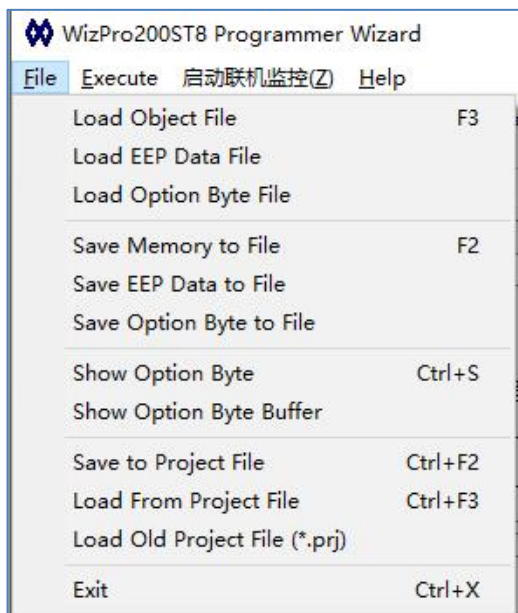 WizPro200ST8 Programmer Wizard
File Execute 启动联机监控(Z) Help
Load Object File F3
Load EEP Data File
Load Option Byte File
Save Memory to File F2
Save EEP Data to File
Save Option Byte to File
Show Option Byte Ctrl+S
Show Option Byte Buffer
Save to Project File Ctrl+F2
Load From Project File Ctrl+F3
Load Old Project File (*.prj)
Exit Ctrl+X